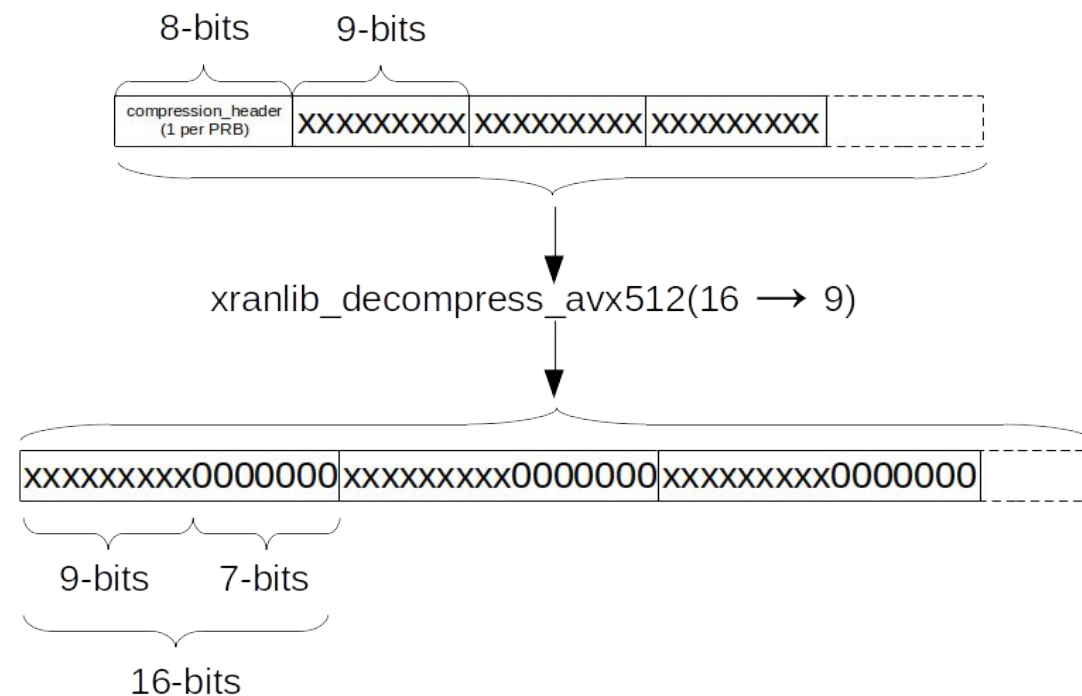 8-bits 9-bits
compression_header
(1 per PRB)
xxxxxxxxx xxxxxxxxx xxxxxxxxx
xranlib_decompress_avx512(16 → 9)
xxxxxxxxx0000000 xxxxxxxxx0000000 xxxxxxxxx0000000
9-bits 7-bits
16-bits